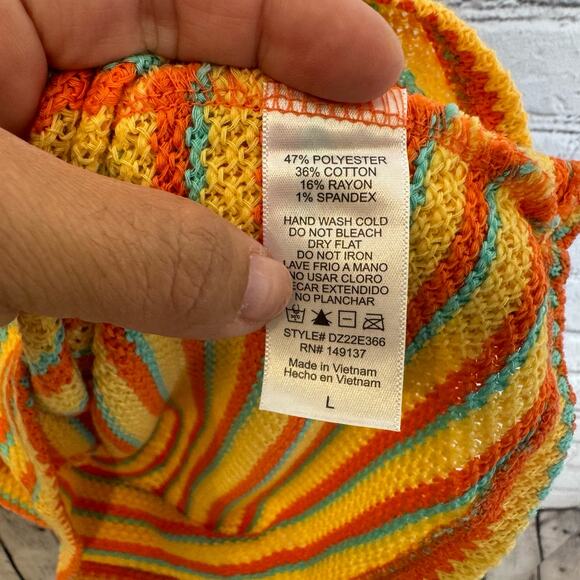 47% POLYESTER
36% COTTON
16% RAYON
1% SPANDEX
HAND WASH COLD
DO NOT BLEACH
DRY FLAT
DO NOT IRON
LAVE FRIO A MANO
NO USAR CLORO
ECAR EXTENDIDO
NO PLANCHAR
STYLE# DZ22E366
RN# 149137
Made in Vietnam
Hecho en Vietnam
L